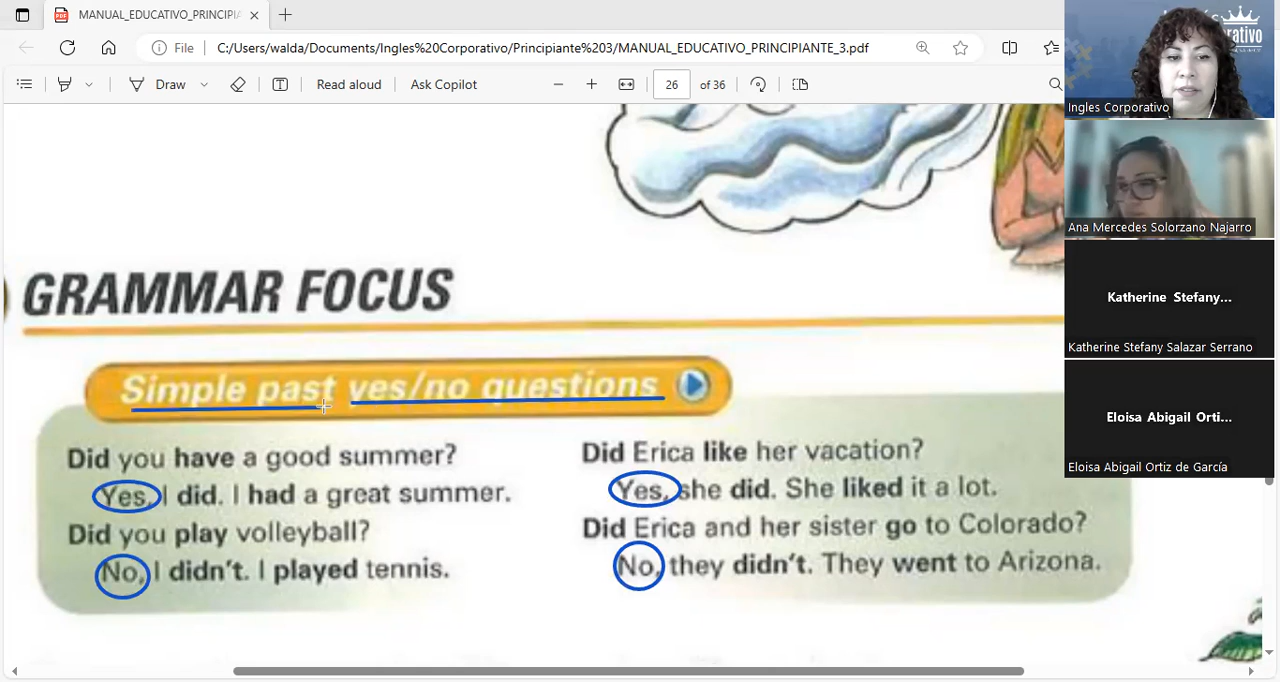 MANUAL_EDUCATIVO_PRINCIPIA
File
C:/Users/walda/Documents/Ingles%20Corporativo/Principante%203/MANUAL_EDUCATIVO_PRINCIPIANTE_3.pdf
Draw
Read aloud
Ask Copilot
26 of 36
GRAMMAR FOCUS
Simple past yes/no questions
Did you have a good summer?
Yes, I did. I had a great summer.
Did you play volleyball?
No, I didn't. I played tennis.
Did Erica like her vacation?
Yes, she did. She liked it a lot.
Did Erica and her sister go to Colorado?
No, they didn't. They went to Arizona.
Ingles Corporativo
Ana Mercedes Solorzano Najarro
Katherine Stefany...
Katherine Stefany Salazar Serrano
Eloisa Abigail Orti...
Eloisa Abigail Ortiz de García